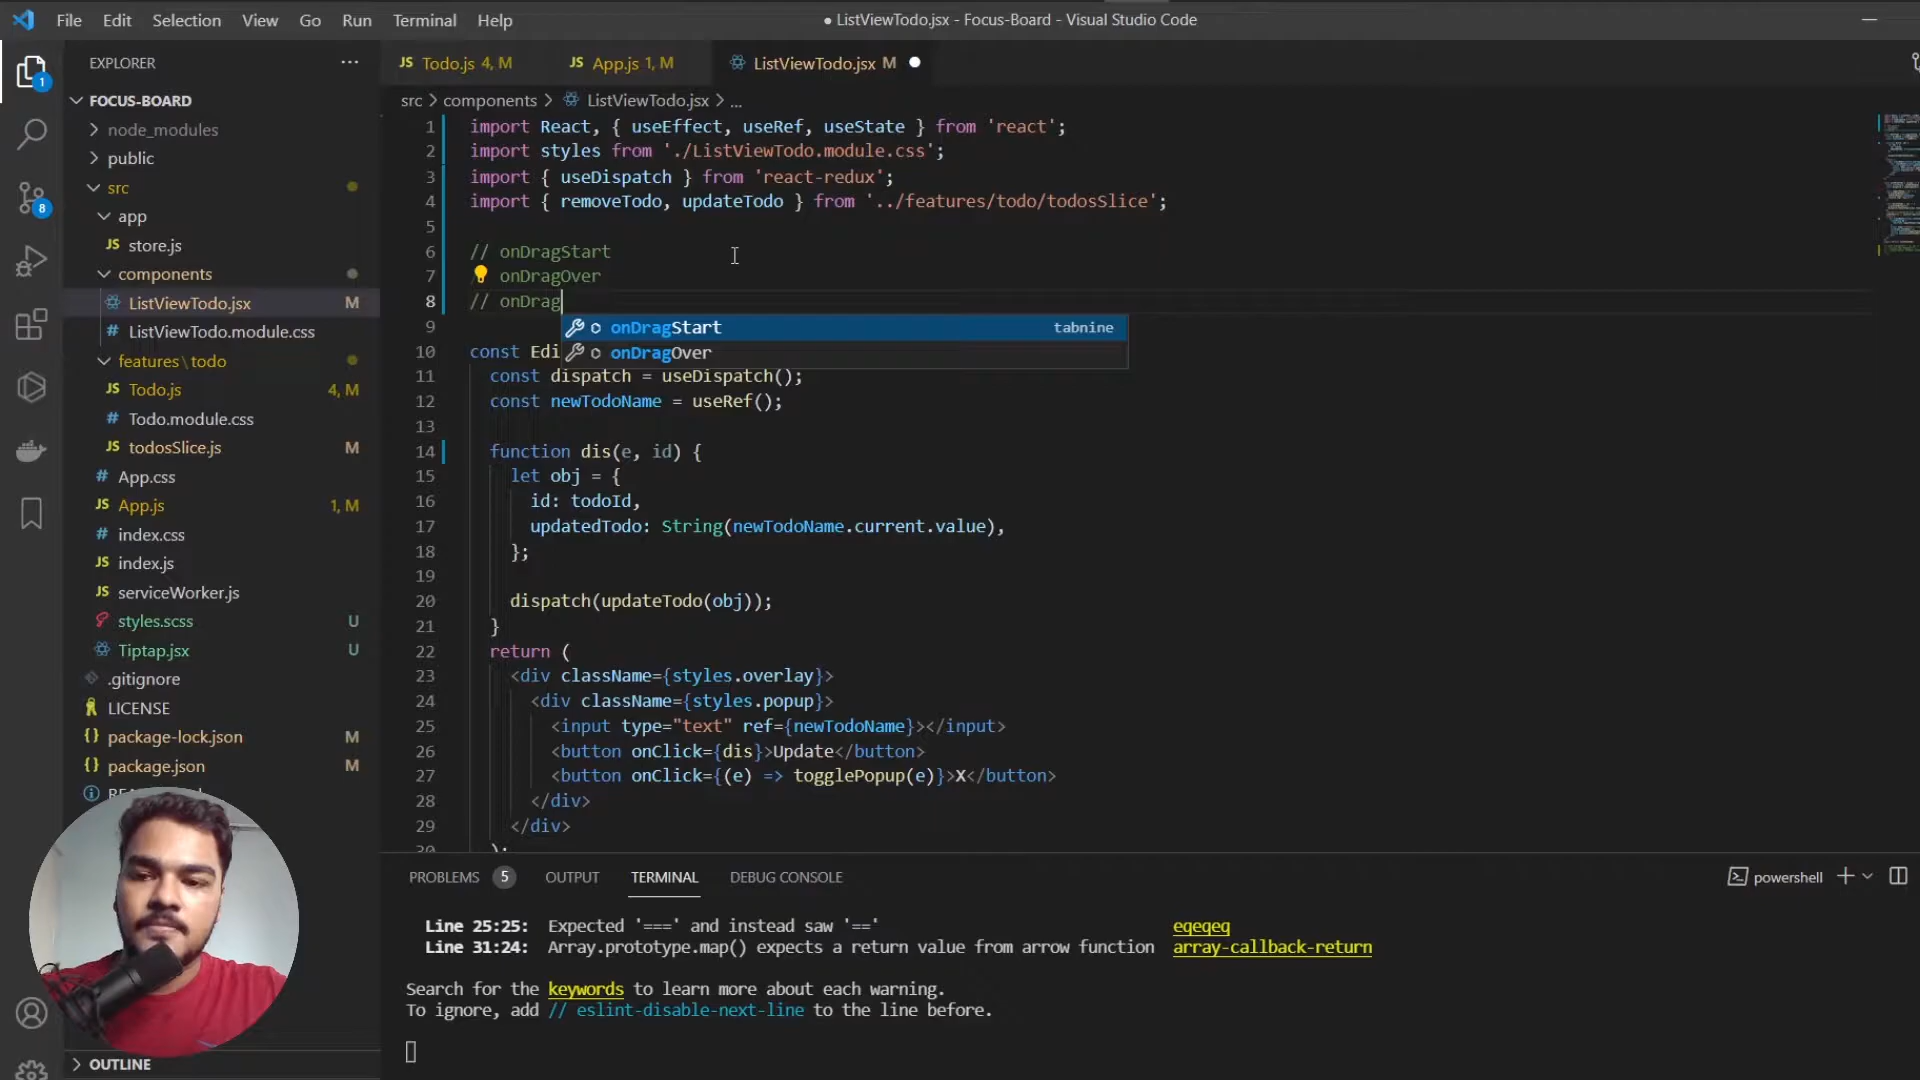 File Edit Selection View Go Run Terminal Help
● ListViewTodo.jsx - Focus-Board - Visual Studio Code
EXPLORER ...
1
8
FOCUS-BOARD
node_modules
public
src
app
JS store.js
components
ListViewTodo.jsx M
# ListViewTodo.module.css
features \ todo
JS Todo.js 4, M
# Todo.module.css
JS todosSlice.js M
# App.css
JS App.js 1, M
# index.css
JS index.js
JS serviceWorker.js
styles.scss U
Tiptap.jsx U
.gitignore
LICENSE
{} package-lock.json M
{} package.json M
OUTLINE
JS Todo.js 4, M
JS App.js 1, M
ListViewTodo.jsx M ●
src > components > ListViewTodo.jsx > ...
1 import React, { useEffect, useRef, useState } from 'react';
2 import styles from './ListViewTodo.module.css';
3 import { useDispatch } from 'react-redux';
4 import { removeTodo, updateTodo } from '../features/todo/todosSlice';
5
6 // onDragStart
7 onDragOver
8 // onDrag
onDragStart tabnine
onDragOver
9
10 const Edi
11 const dispatch = useDispatch();
12 const newTodoName = useRef();
13
14 function dis(e, id) {
15 let obj = {
16 id: todoId,
17 updatedTodo: String(newTodoName.current.value),
18 };
19
20 dispatch(updateTodo(obj));
21 }
22 return (
23 <div className={styles.overlay}>
24 <div className={styles.popup}>
25 <input type="text" ref={newTodoName}></input>
26 <button onClick={dis}>Update</button>
27 <button onClick={(e) => togglePopup(e)}>X</button>
28 </div>
29 </div>
30 );
PROBLEMS 5 OUTPUT TERMINAL DEBUG CONSOLE
powershell
Line 25:25: Expected '===' and instead saw '==' eqeqeq
Line 31:24: Array.prototype.map() expects a return value from arrow function array-callback-return
Search for the keywords to learn more about each warning.
To ignore, add // eslint-disable-next-line to the line before.